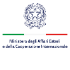 Ministero degli Affari Esteri
e della Cooperazione Internazionale